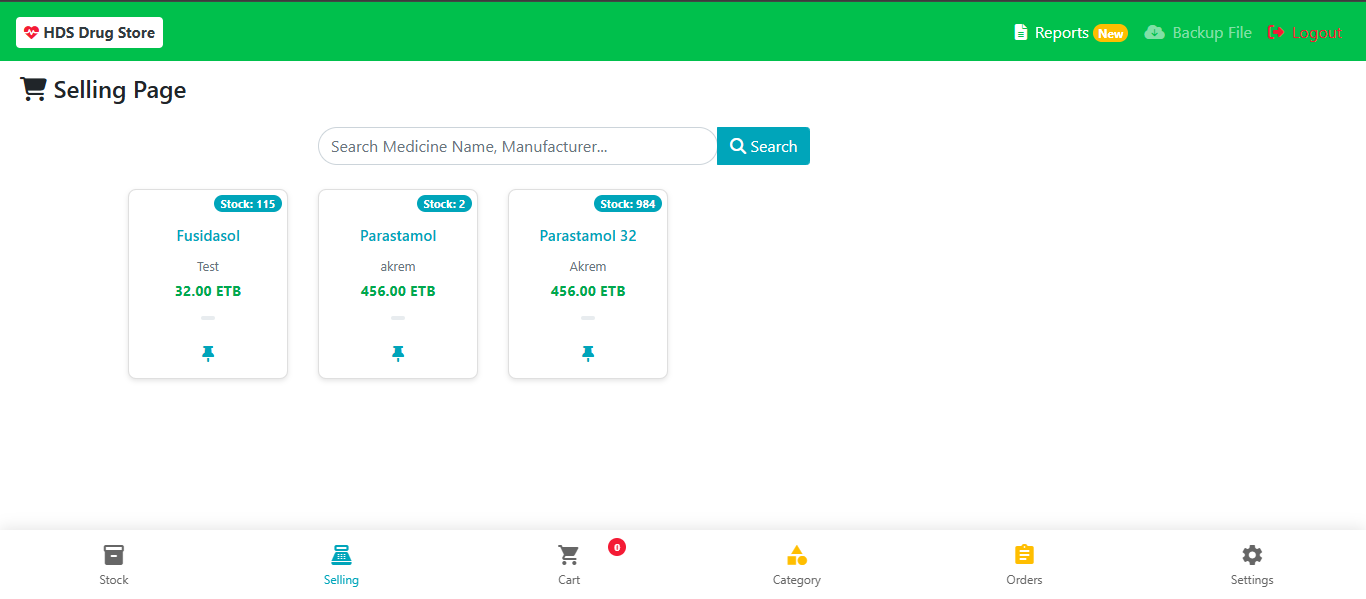 HDS Drug Store
Reports New
Backup File
Logout
Selling Page
Search Medicine Name, Manufacturer...
Search
Stock: 115
Fusidasol
Test
32.00 ETB
Stock: 2
Parastamol
akrem
456.00 ETB
Stock: 984
Parastamol 32
Akrem
456.00 ETB
Stock
Selling
0
Cart
Category
Orders
Settings